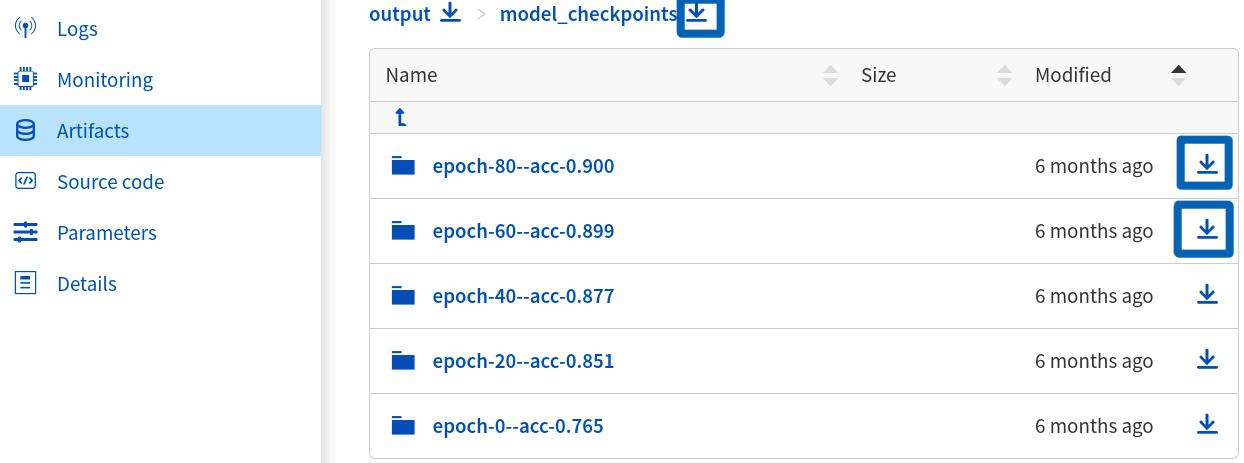 Logs
Monitoring
Artifacts
Source code
Parameters
Details
output > model_checkpoints
Name Size Modified
epoch-80--acc-0.900 6 months ago
epoch-60--acc-0.899 6 months ago
epoch-40--acc-0.877 6 months ago
epoch-20--acc-0.851 6 months ago
epoch-0--acc-0.765 6 months ago